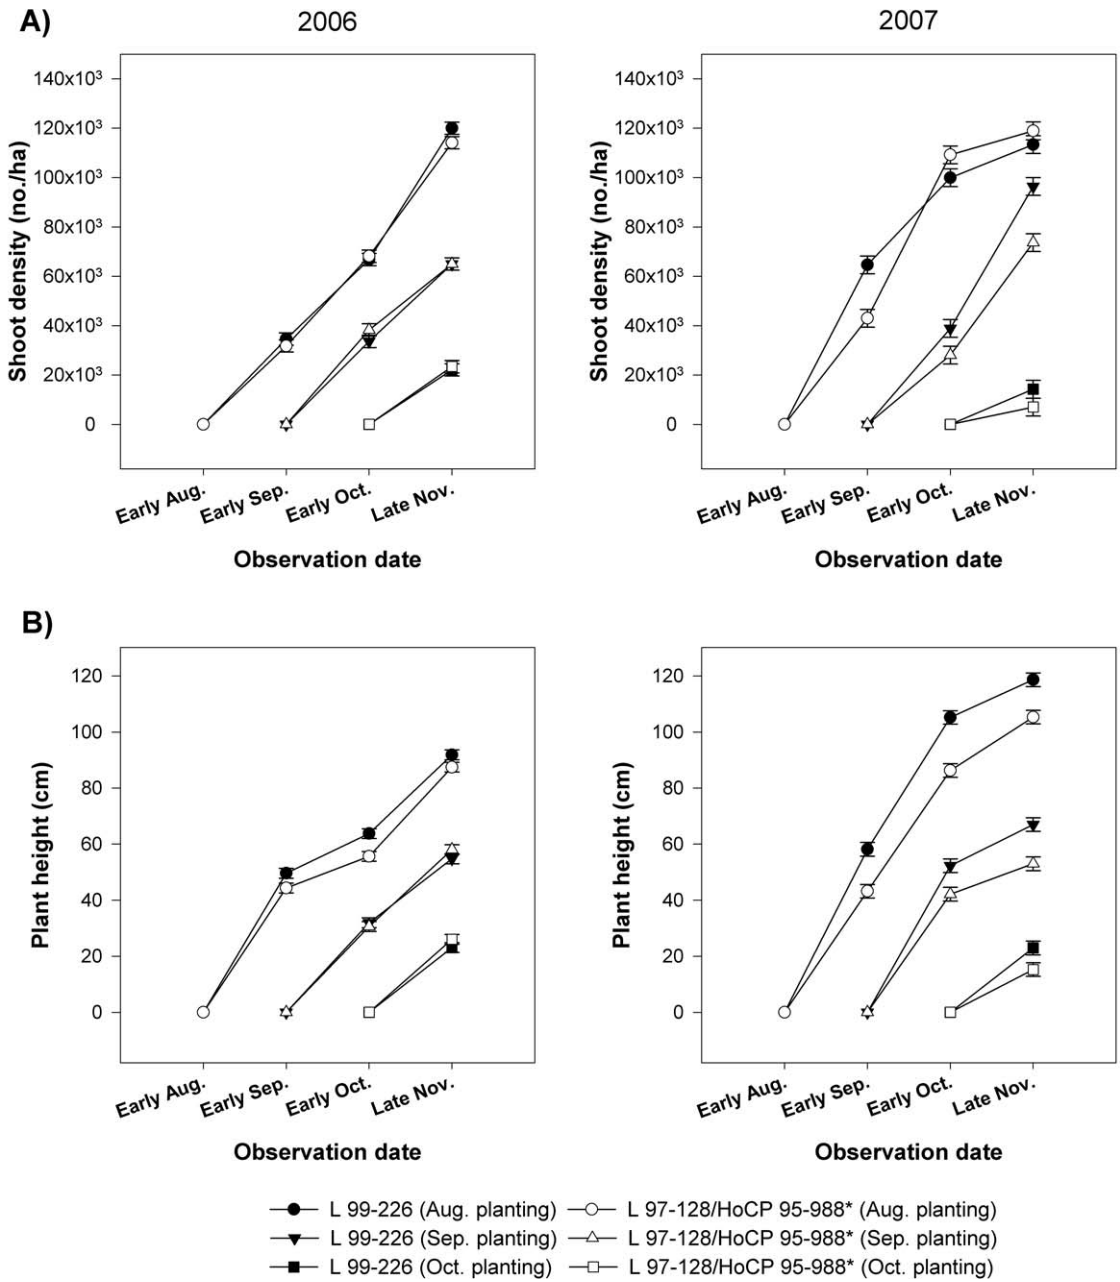 A)
2006
2007
Shoot density (no./ha)
140x10³
120x10³
100x10³
80x10³
60x10³
40x10³
20x10³
0
Early Aug.
Early Sep.
Early Oct.
Late Nov.
Observation date
Shoot density (no./ha)
140x10³
120x10³
100x10³
80x10³
60x10³
40x10³
20x10³
0
Early Aug.
Early Sep.
Early Oct.
Late Nov.
Observation date
B)
Plant height (cm)
120
100
80
60
40
20
0
Early Aug.
Early Sep.
Early Oct.
Late Nov.
Observation date
Plant height (cm)
120
100
80
60
40
20
0
Early Aug.
Early Sep.
Early Oct.
Late Nov.
Observation date
L 99-226 (Aug. planting)
L 97-128/HoCP 95-988* (Aug. planting)
L 99-226 (Sep. planting)
L 97-128/HoCP 95-988* (Sep. planting)
L 99-226 (Oct. planting)
L 97-128/HoCP 95-988* (Oct. planting)